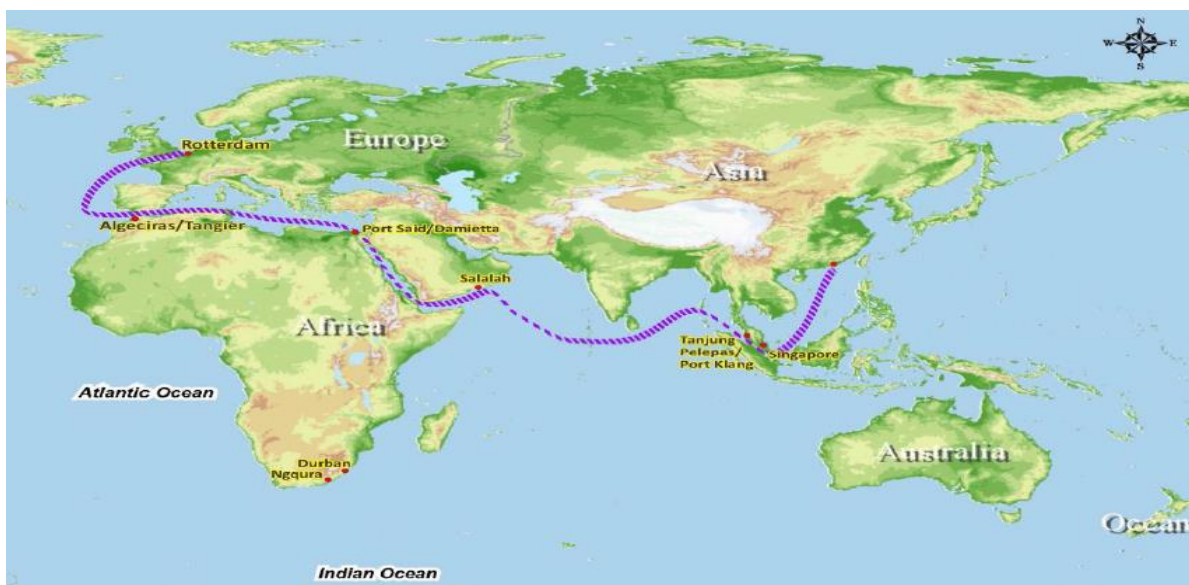 N
W E
S
Europe
Rotterdam
Asia
Algeciras/Tangier
Port Said/Damietta
Salalah
Africa
Tanjung
Pelepas/
Port Klang
Singapore
Atlantic Ocean
Australia
Durban
Ngqura
Ocean
Indian Ocean